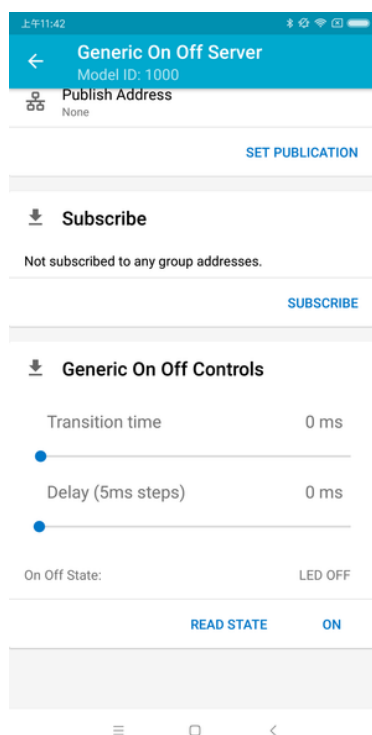 上午11:42
Generic On Off Server
Model ID: 1000
Publish Address
None
SET PUBLICATION
Subscribe
Not subscribed to any group addresses.
SUBSCRIBE
Generic On Off Controls
Transition time 0 ms
Delay (5ms steps) 0 ms
On Off State: LED OFF
READ STATE ON